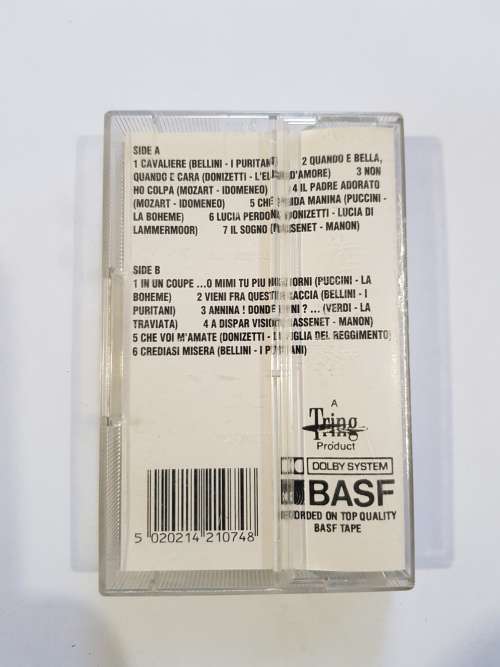 SIDE A
1 CAVALIERE (BELLINI - I PURITANI) 2 QUANDO E BELLA,
QUANDO E CARA (DONIZETTI - L'EL D'AMORE) 3 NON
HO COLPA (MOZART - IDOMENEO) 4 IL PADRE ADORATO
(MOZART - IDOMENEO) 5 CHE GELIDA MANINA (PUCCINI -
LA BOHEME) 6 LUCIA PERDONA (DONIZETTI - LUCIA DI
LAMMERMOOR) 7 IL SOGNO (MASSENET - MANON)
SIDE B
1 IN UN COUPE ...O MIMI TU PIU NON TORNI (PUCCINI - LA
BOHEME) 2 VIENI FRA QUESTE BRACCIA (BELLINI - I
PURITANI) 3 ANNINA ! DONDE VIENI ? ... (VERDI - LA
TRAVIATA) 4 A DISPAR VISION (MASSENET - MANON)
5 CHE VOI M'AMATE (DONIZETTI - LA FIGLIA DEL REGGIMENTO)
6 CREDIASI MISERA (BELLINI - I PURITANI)
A
Tring
Product
DOLBY SYSTEM
BASF
RECORDED ON TOP QUALITY
BASF TAPE
5 020214 210748